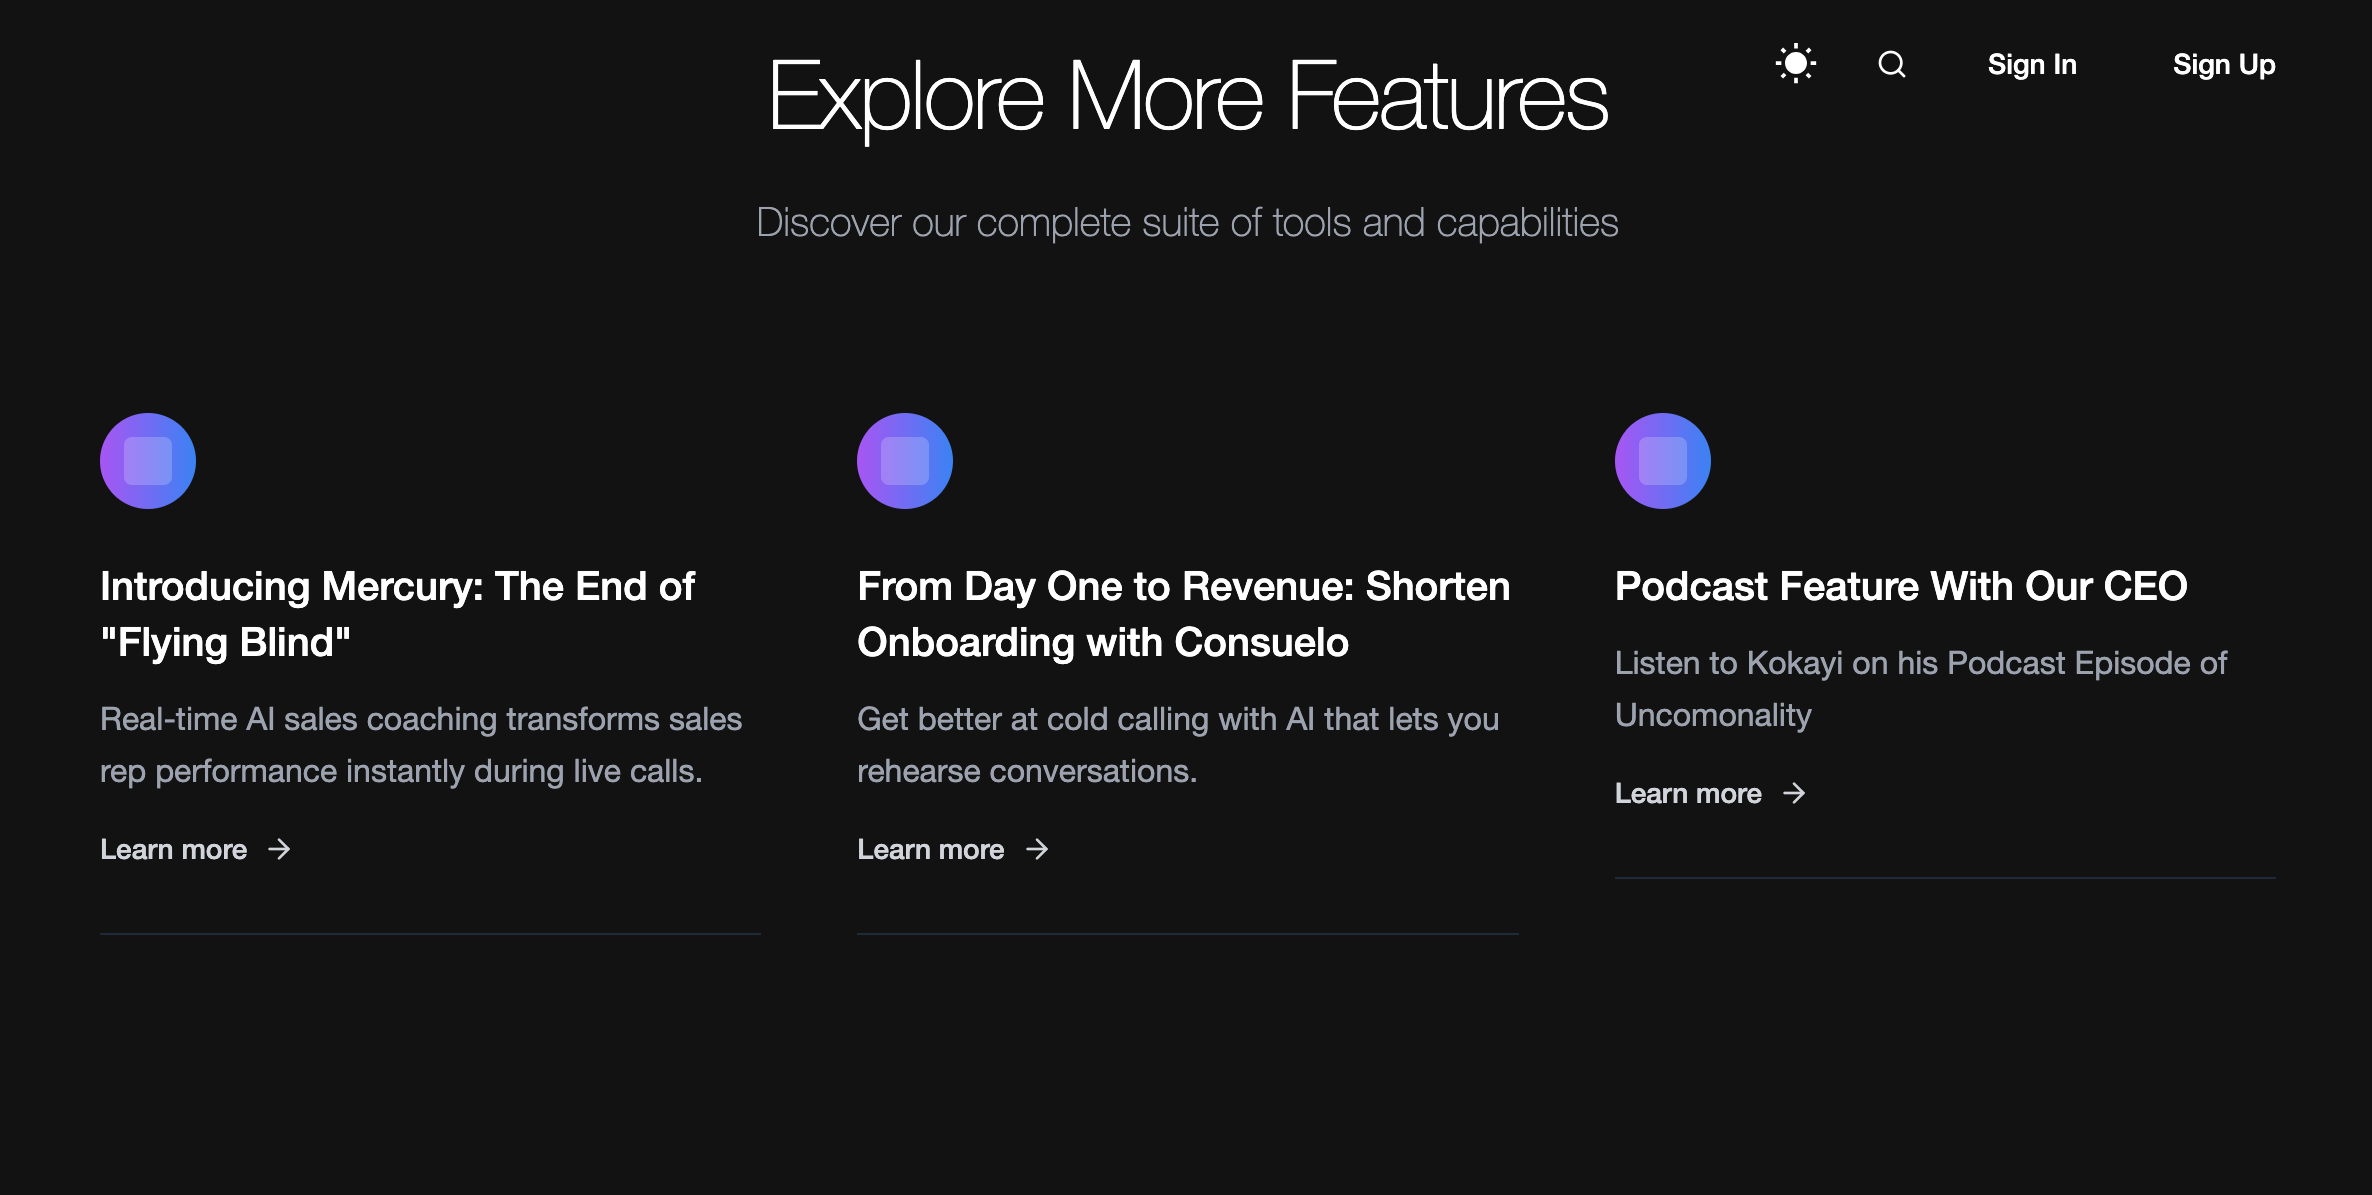 Explore More Features
Sign In
Sign Up
Discover our complete suite of tools and capabilities
Introducing Mercury: The End of
"Flying Blind"
Real-time AI sales coaching transforms sales
rep performance instantly during live calls.
Learn more
From Day One to Revenue: Shorten
Onboarding with Consuelo
Get better at cold calling with AI that lets you
rehearse conversations.
Learn more
Podcast Feature With Our CEO
Listen to Kokayi on his Podcast Episode of
Uncomonality
Learn more